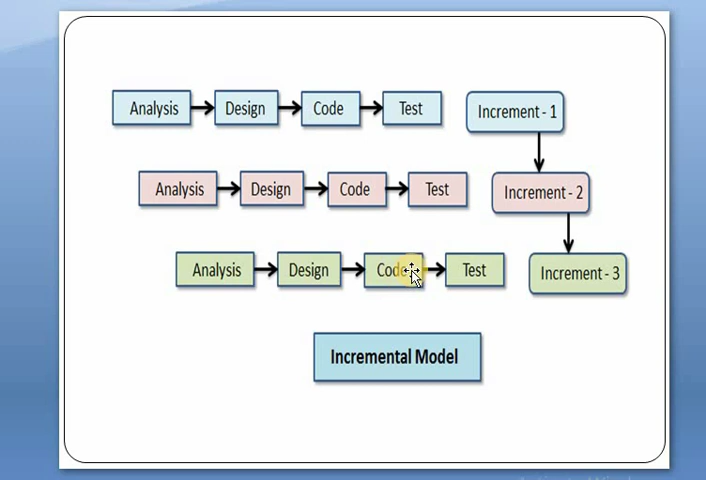 Analysis Design Code Test Increment - 1
Analysis Design Code Test Increment - 2
Analysis Design Code Test Increment - 3
Incremental Model